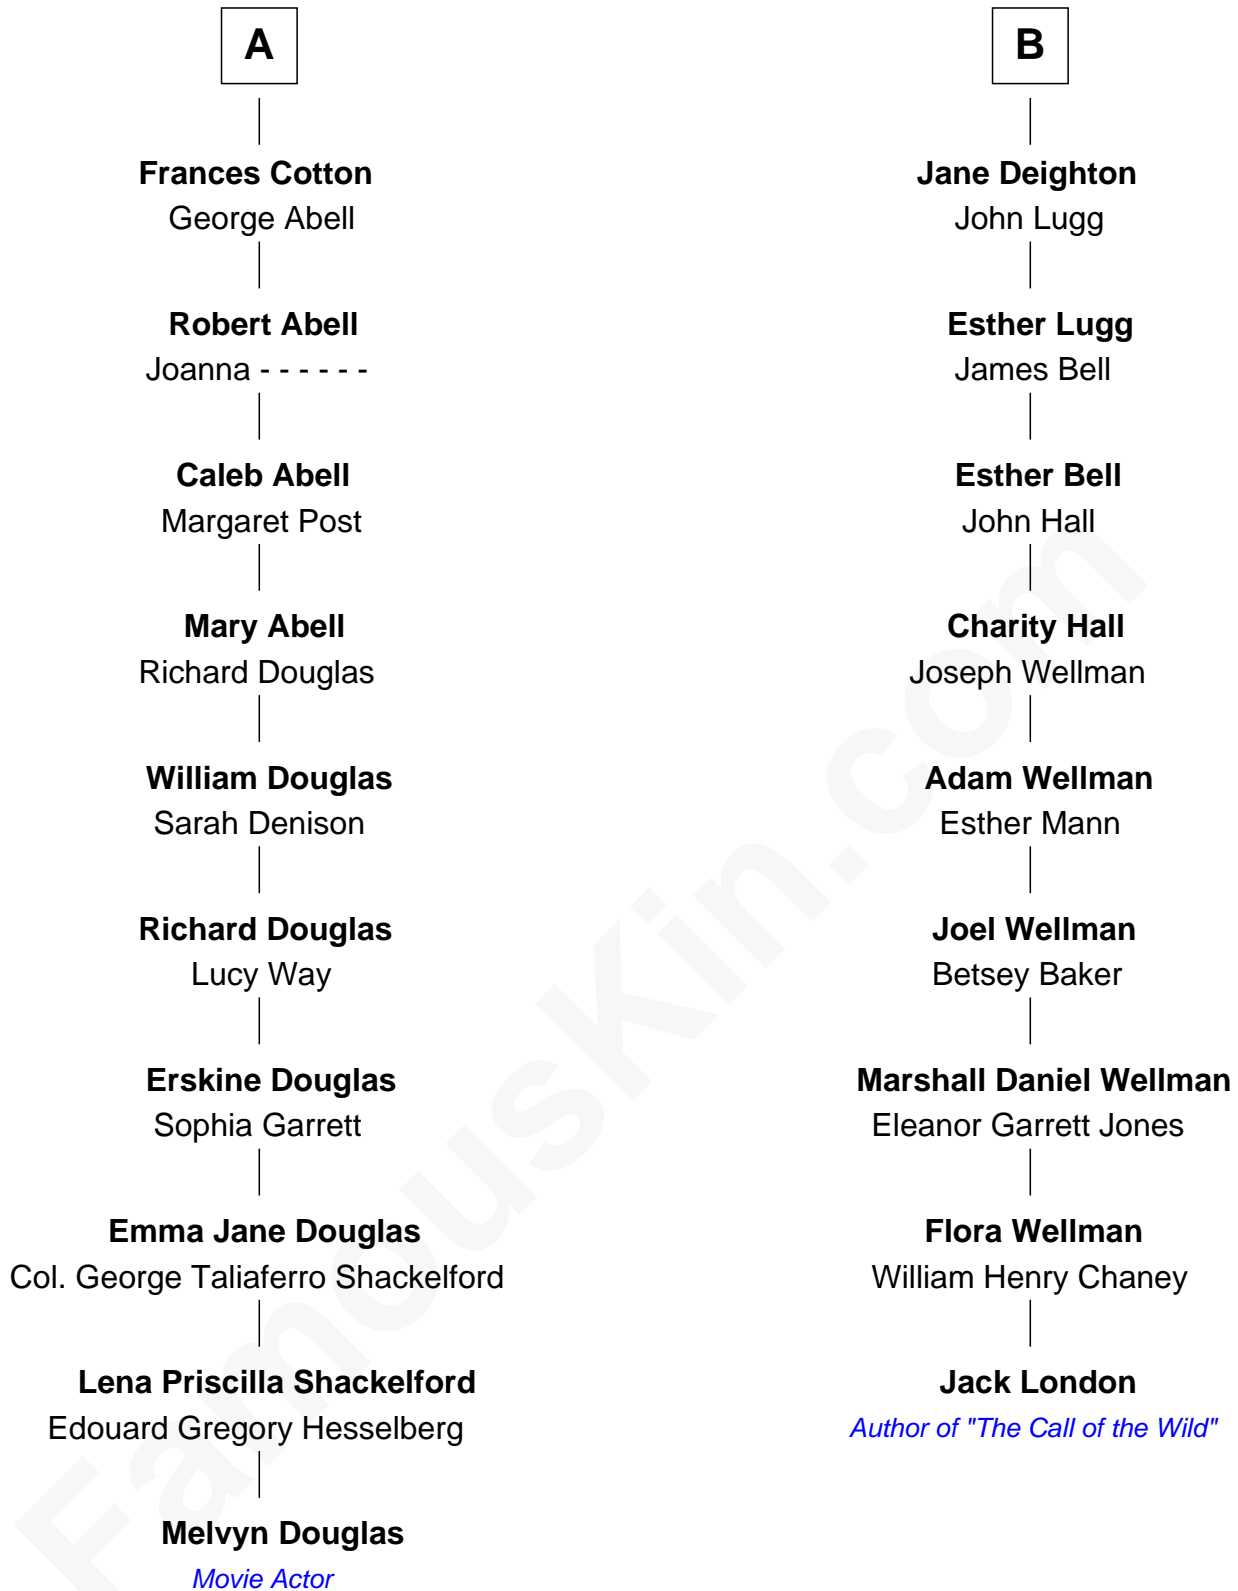 A
Frances Cotton
George Abell
Robert Abell
Joanna - - - - - -
Caleb Abell
Margaret Post
Mary Abell
Richard Douglas
William Douglas
Sarah Denison
Richard Douglas
Lucy Way
Erskine Douglas
Sophia Garrett
Emma Jane Douglas
Col. George Taliaferro Shackelford
Lena Priscilla Shackelford
Edouard Gregory Hesselberg
Melvyn Douglas
Movie Actor
B
Jane Deighton
John Lugg
Esther Lugg
James Bell
Esther Bell
John Hall
Charity Hall
Joseph Wellman
Adam Wellman
Esther Mann
Joel Wellman
Betsey Baker
Marshall Daniel Wellman
Eleanor Garrett Jones
Flora Wellman
William Henry Chaney
Jack London
Author of "The Call of the Wild"
FamousKin.com